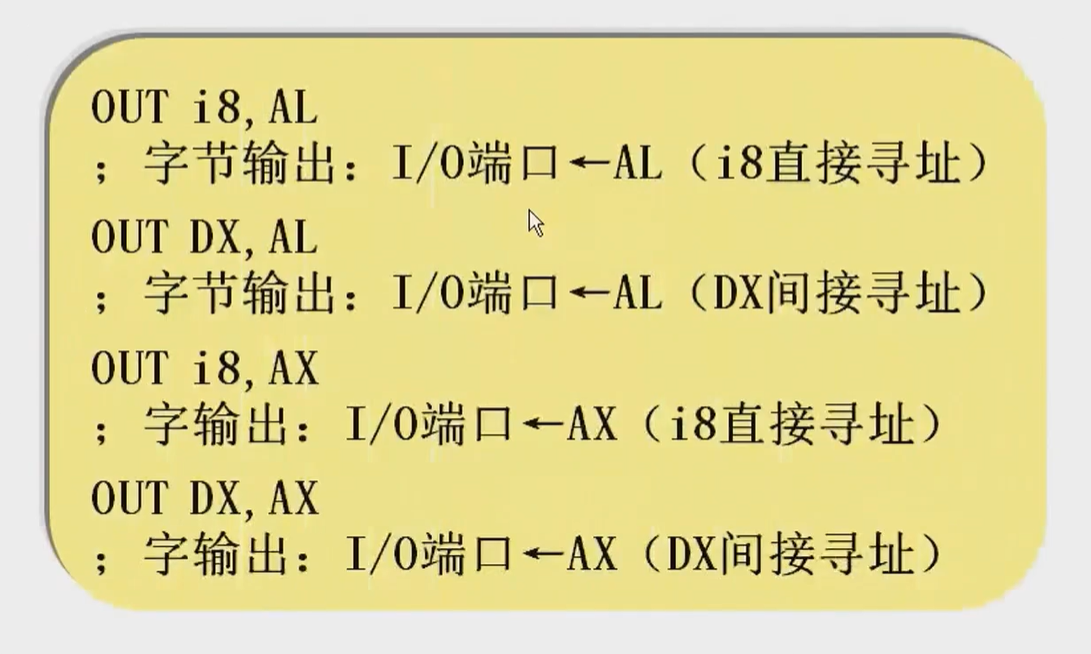 OUT i8,AL
；字节输出：I/O端口←AL（i8直接寻址）
OUT DX,AL
；字节输出：I/O端口←AL（DX间接寻址）
OUT i8,AX
；字输出：I/O端口←AX（i8直接寻址）
OUT DX,AX
；字输出：I/O端口←AX（DX间接寻址）